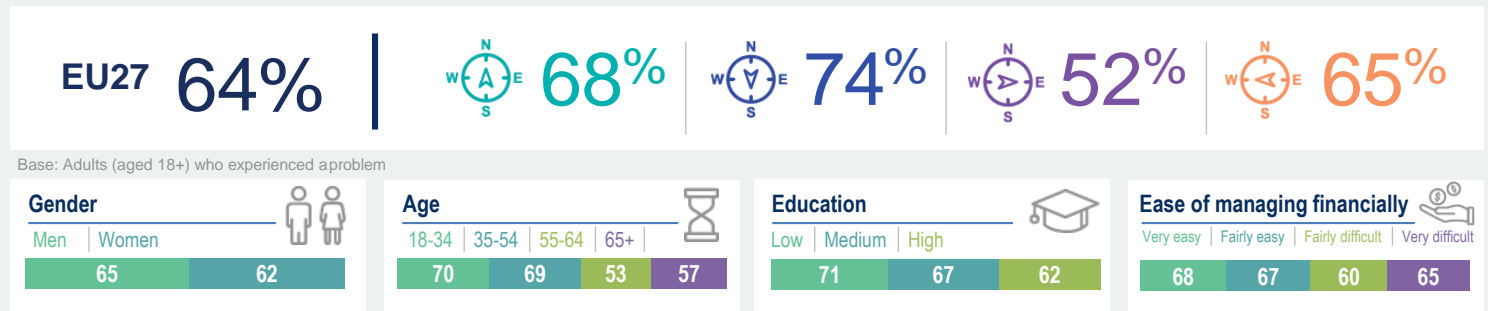 EU27 64%
N
W E
S
68%
N
W E
S
74%
N
W E
S
52%
N
W E
S
65%
Base: Adults (aged 18+) who experienced aproblem
Gender
Men Women
65 62
Age
18-34 35-54 55-64 65+
70 69 53 57
Education
Low Medium High
71 67 62
Ease of managing financially
Very easy Fairly easy Fairly difficult Very difficult
68 67 60 65